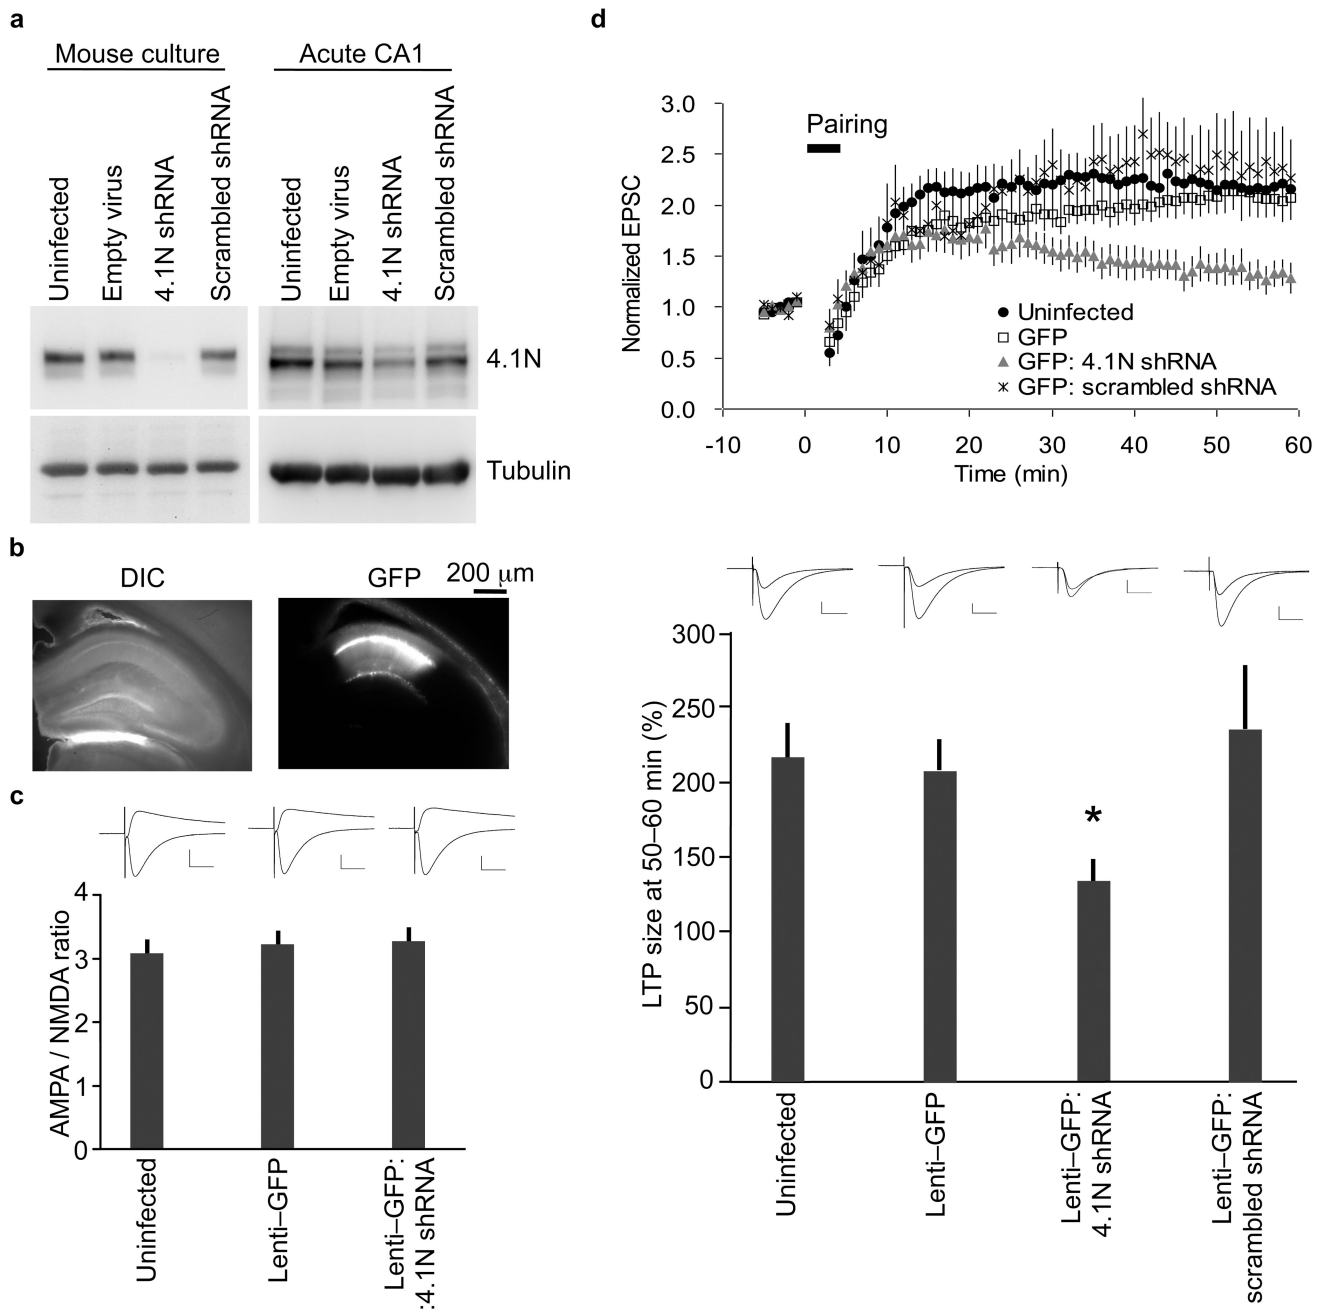 a
Mouse culture
Acute CA1
Uninfected
Empty virus
4.1N shRNA
Scrambled shRNA
Uninfected
Empty virus
4.1N shRNA
Scrambled shRNA
4.1N
Tubulin
b
DIC
GFP
200 μm
c
AMPA / NMDA ratio
4
3
2
1
0
Uninfected
Lenti–GFP
Lenti–GFP:
:4.1N shRNA
d
Normalized EPSC
3.0
2.5
2.0
1.5
1.0
0.5
0.0
Pairing
Uninfected
GFP
GFP: 4.1N shRNA
GFP: scrambled shRNA
-10 0 10 20 30 40 50 60
Time (min)
LTP size at 50–60 min (%)
300
250
200
150
100
50
0
*
Uninfected
Lenti–GFP
Lenti–GFP:
4.1N shRNA
Lenti–GFP:
scrambled shRNA